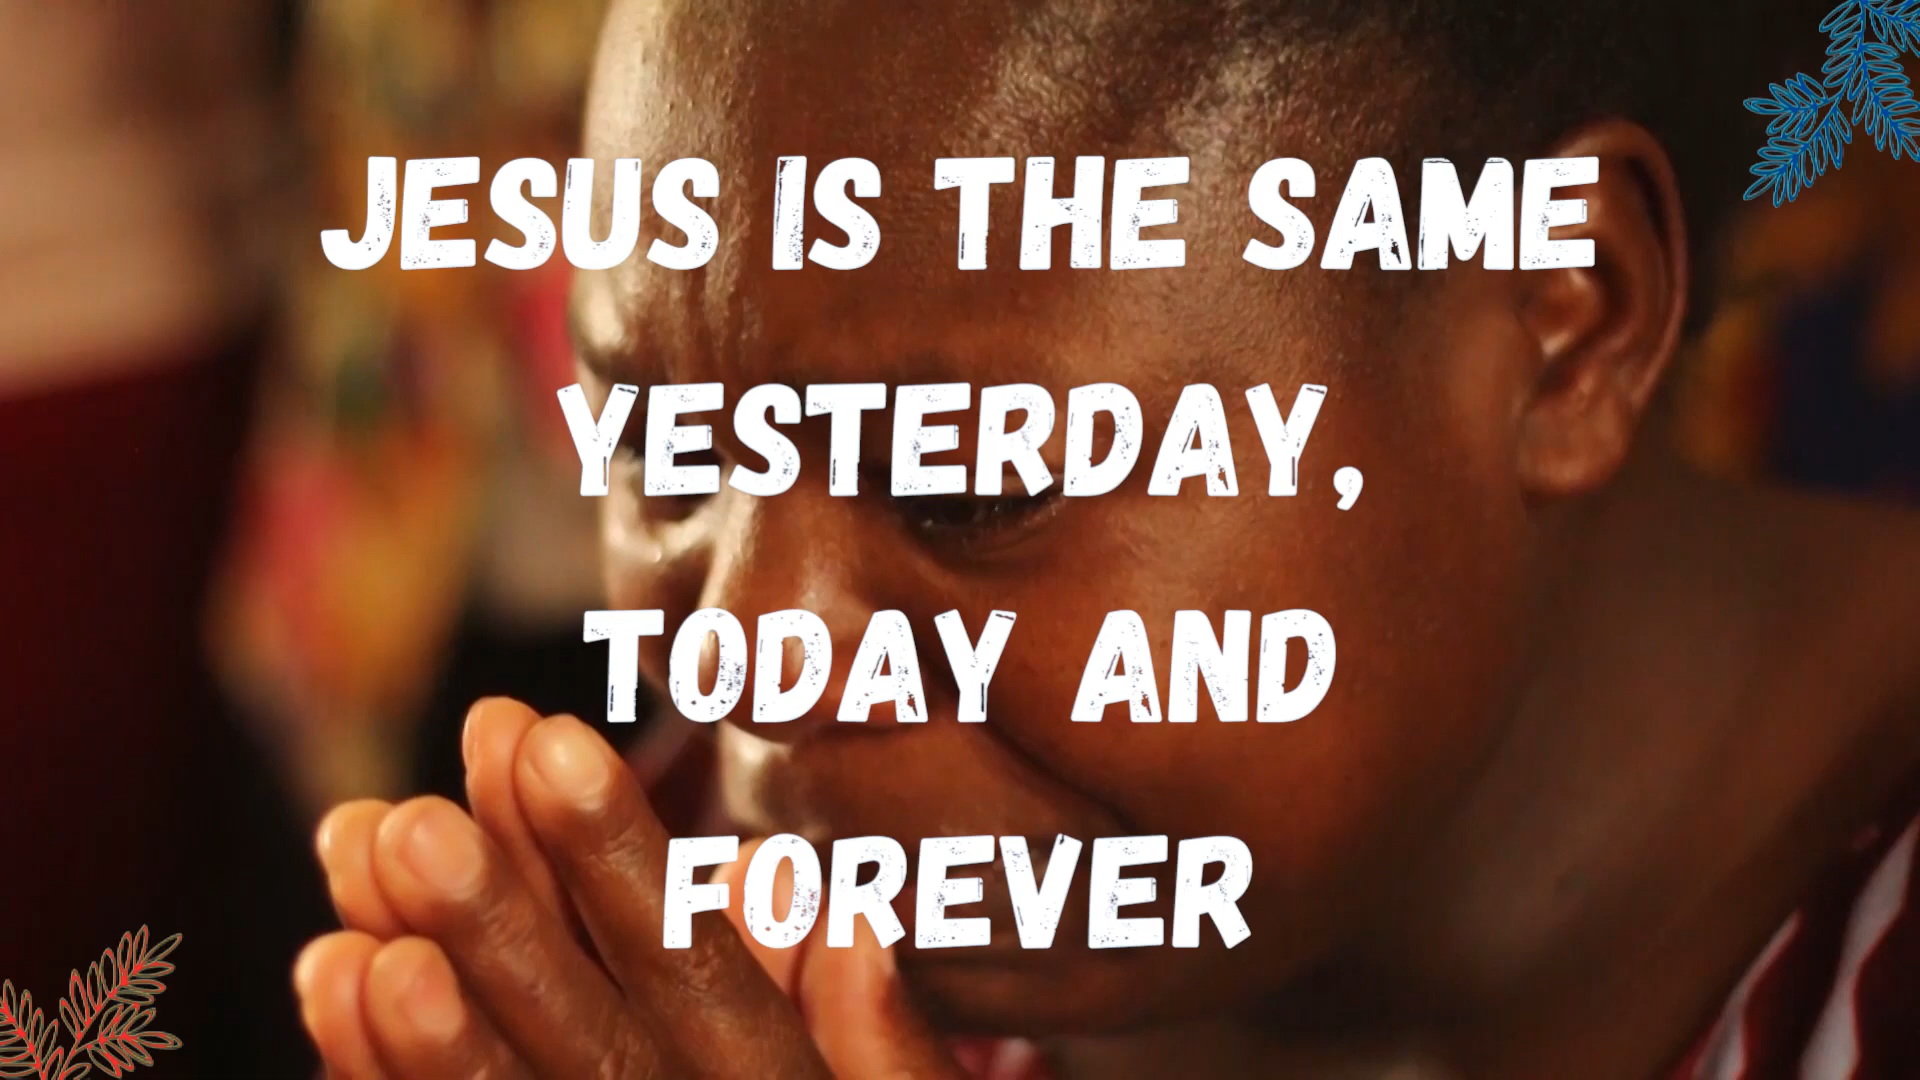 JESUS IS THE SAME
YESTERDAY,
TODAY AND
FOREVER